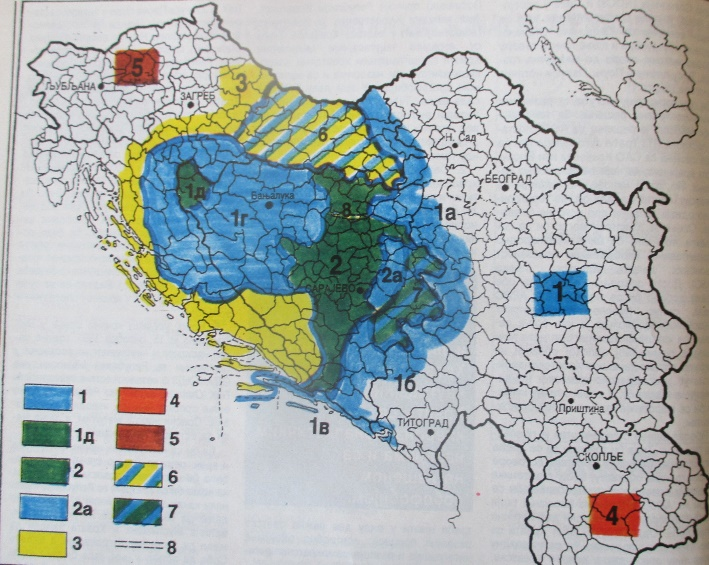 5
ЉУБЉАНА
3
ЗАГРЕБ
6
Н. Сад
БЕОГРАД
1д
Бањалука
1г
8
1а
2
2а
САРАЈЕВО
7
1
1б
1в
ТИТОГРАД
Приштина
?
СКОПЉЕ
4
1
4
1д
5
2
6
2а
7
3
8